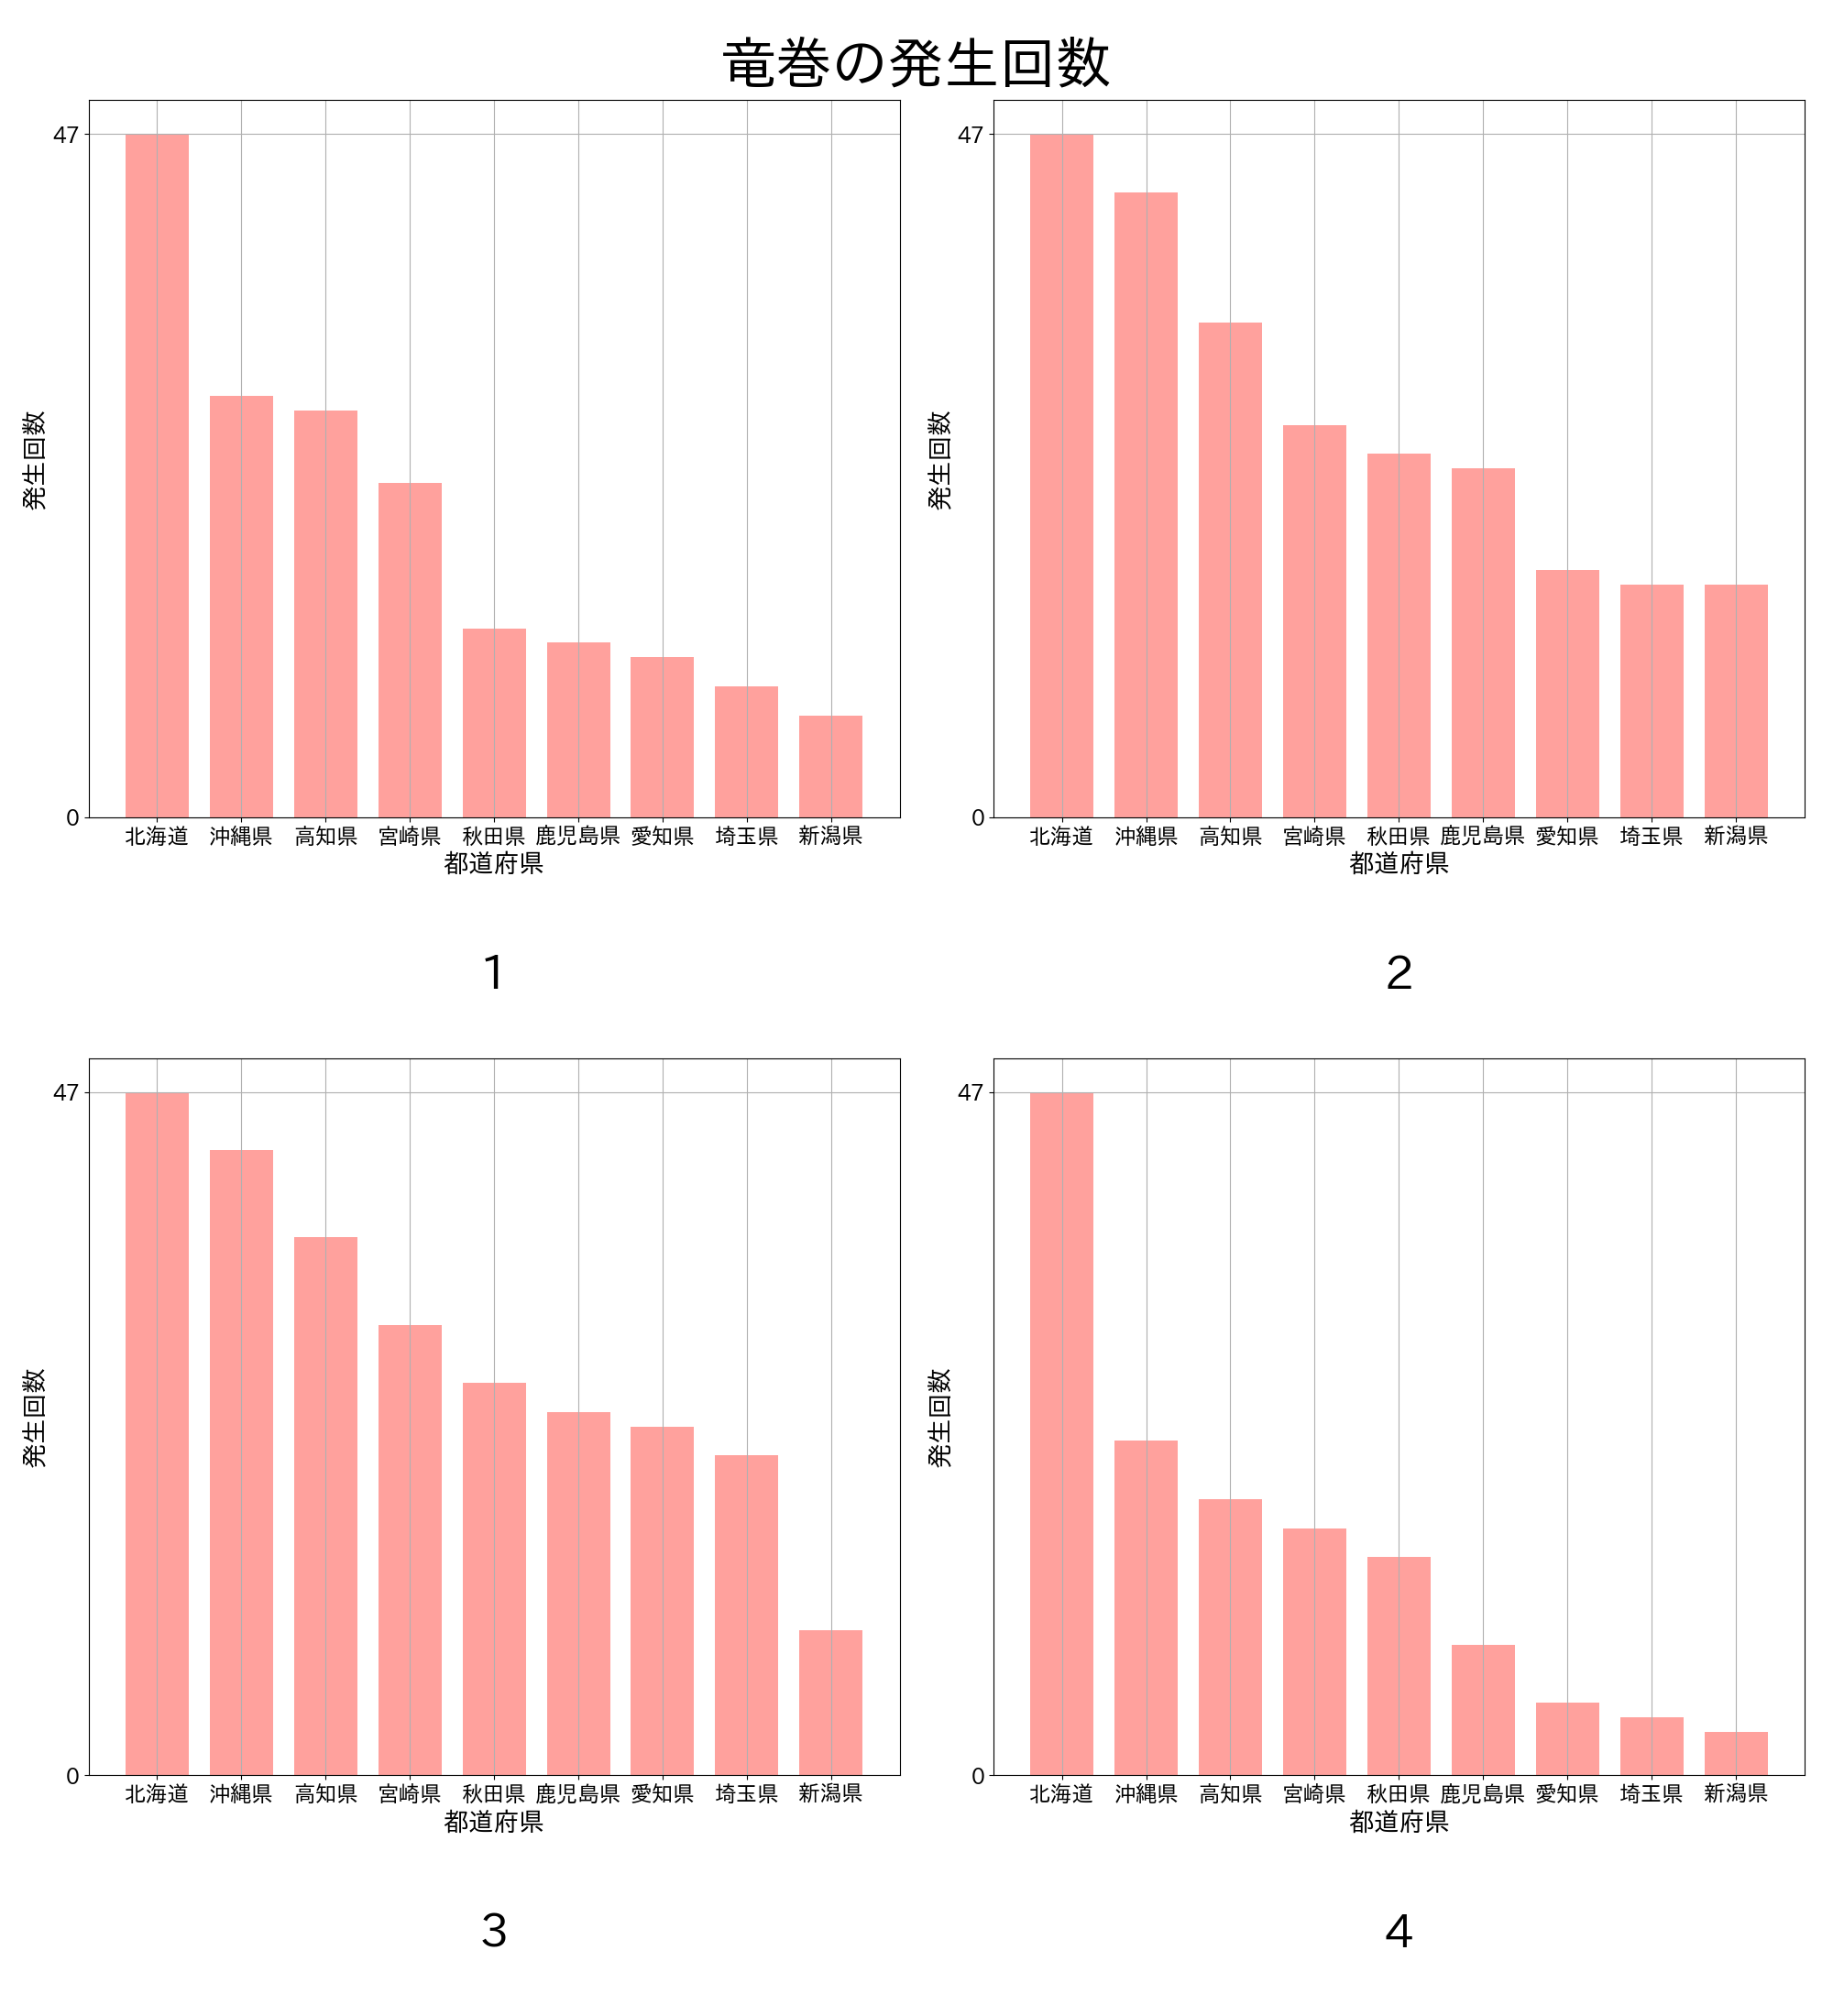 竜巻の発生回数
47
0
発生回数
北海道 沖縄県 高知県 宮崎県 秋田県 鹿児島県 愛知県 埼玉県 新潟県
都道府県
1
47
0
発生回数
北海道 沖縄県 高知県 宮崎県 秋田県 鹿児島県 愛知県 埼玉県 新潟県
都道府県
2
47
0
発生回数
北海道 沖縄県 高知県 宮崎県 秋田県 鹿児島県 愛知県 埼玉県 新潟県
都道府県
3
47
0
発生回数
北海道 沖縄県 高知県 宮崎県 秋田県 鹿児島県 愛知県 埼玉県 新潟県
都道府県
4